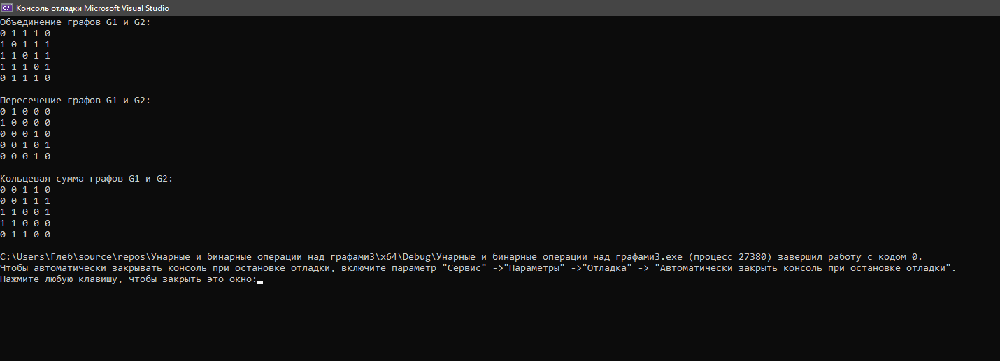 Консоль отладки Microsoft Visual Studio
Объединение графов G1 и G2:
0 1 1 1 0
1 0 1 1 1
1 1 0 1 1
1 1 1 0 1
0 1 1 1 0
Пересечение графов G1 и G2:
0 1 0 0 0
1 0 0 0 0
0 0 0 1 0
0 0 1 0 1
0 0 0 1 0
Кольцевая сумма графов G1 и G2:
0 0 1 1 0
0 0 1 1 1
1 1 0 0 1
1 1 0 0 0
0 1 1 0 0
C:\Users\Глеб\source\repos\Унарные и бинарные операции над графами3\x64\Debug\Унарные и бинарные операции над графами3.exe (процесс 27380) завершил работу с кодом 0.
Чтобы автоматически закрывать консоль при остановке отладки, включите параметр "Сервис" ->"Параметры" ->"Отладка" -> "Автоматически закрыть консоль при остановке отладки".
Нажмите любую клавишу, чтобы закрыть это окно: